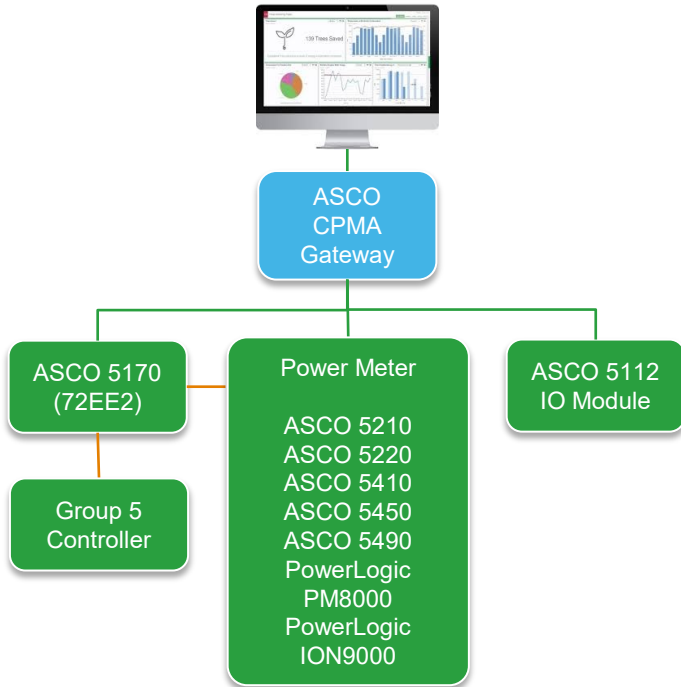 139 Trees Saved
ASCO
CPMA
Gateway
ASCO 5170
(72EE2)
Power Meter
ASCO 5210
ASCO 5220
ASCO 5410
ASCO 5450
ASCO 5490
PowerLogic
PM8000
PowerLogic
ION9000
ASCO 5112
IO Module
Group 5
Controller